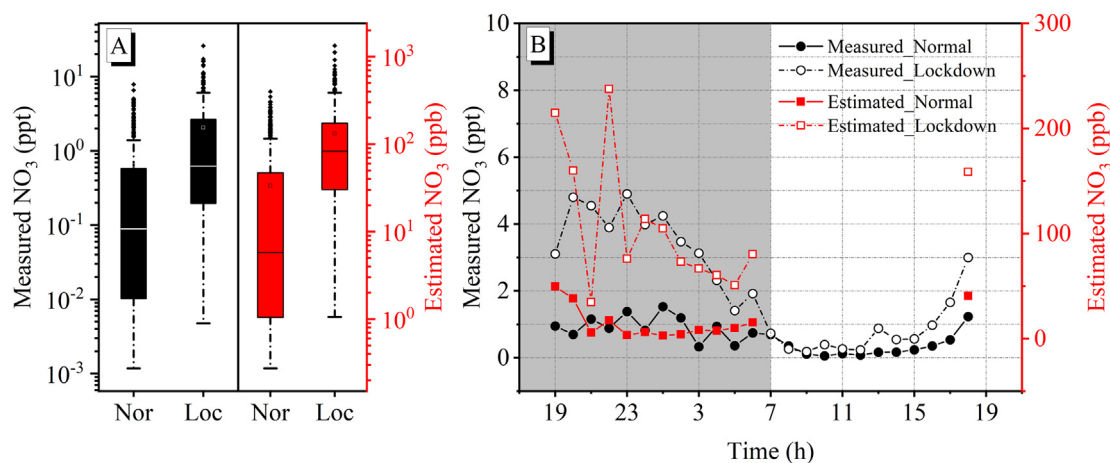 A
Measured NO3 (ppt)
10^1
10^0
10^-1
10^-2
10^-3
Nor Loc Nor Loc
10^3
10^2
10^1
10^0
Estimated NO3 (ppb)
B
Measured NO3 (ppt)
10
8
6
4
2
0
Measured_Normal
Measured_Lockdown
Estimated_Normal
Estimated_Lockdown
19 23 3 7 11 15 19
Time (h)
300
200
100
0
Estimated NO3 (ppb)